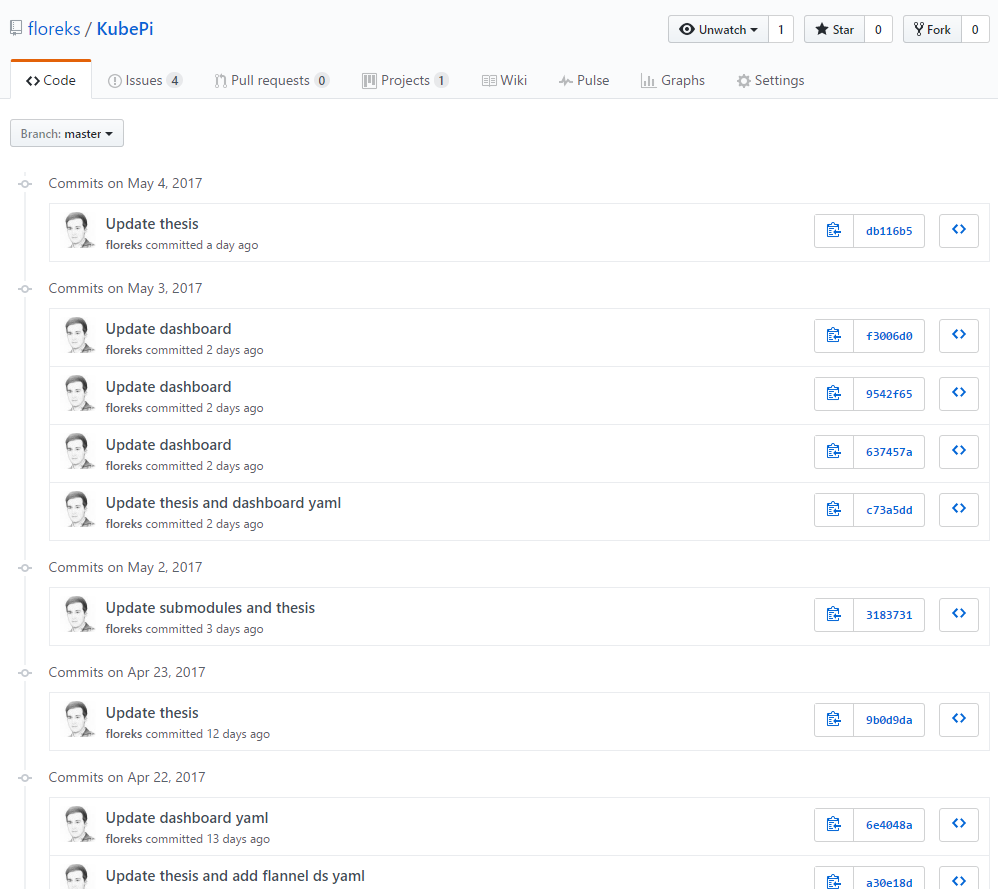 floreks / KubePi
Unwatch 1 Star 0 Fork 0
Code Issues 4 Pull requests 0 Projects 1 Wiki Pulse Graphs Settings
Branch: master
Commits on May 4, 2017
Update thesis
floreks committed a day ago
db116b5
Commits on May 3, 2017
Update dashboard
floreks committed 2 days ago
f3006d0
Update dashboard
floreks committed 2 days ago
9542f65
Update dashboard
floreks committed 2 days ago
637457a
Update thesis and dashboard yaml
floreks committed 2 days ago
c73a5dd
Commits on May 2, 2017
Update submodules and thesis
floreks committed 3 days ago
3183731
Commits on Apr 23, 2017
Update thesis
floreks committed 12 days ago
9b0d9da
Commits on Apr 22, 2017
Update dashboard yaml
floreks committed 13 days ago
6e4048a
Update thesis and add flannel ds yaml
a30e18d